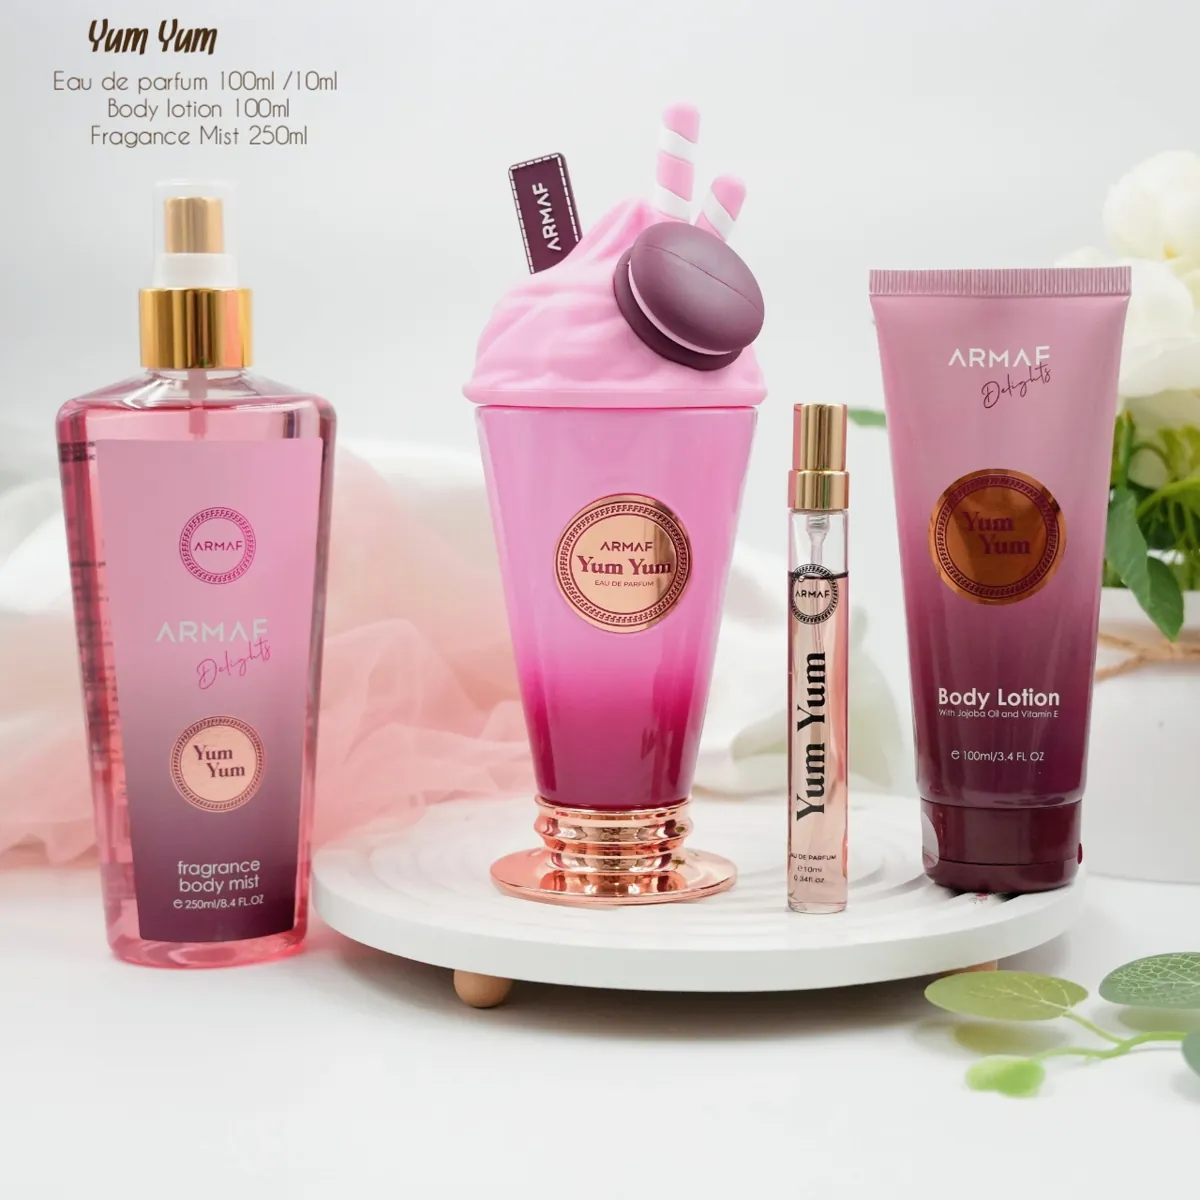 Yum Yum
Eau de parfum 100ml /10ml
Body lotion 100ml
Fragance Mist 250ml
ARMAF
ARMAF
Delights
Yum
Yum
fragrance
body mist
e 250ml/8.4 FL.OZ
ARMAF
ARMAF
Yum Yum
EAU DE PARFUM
ARMAF
Yum Yum
EAU DE PARFUM
e 10ml
0.34fl.oz
ARMAF
Delights
Yum
Yum
Body Lotion
With Jojoba Oil and Vitamin E
e 100ml/3.4 FL OZ